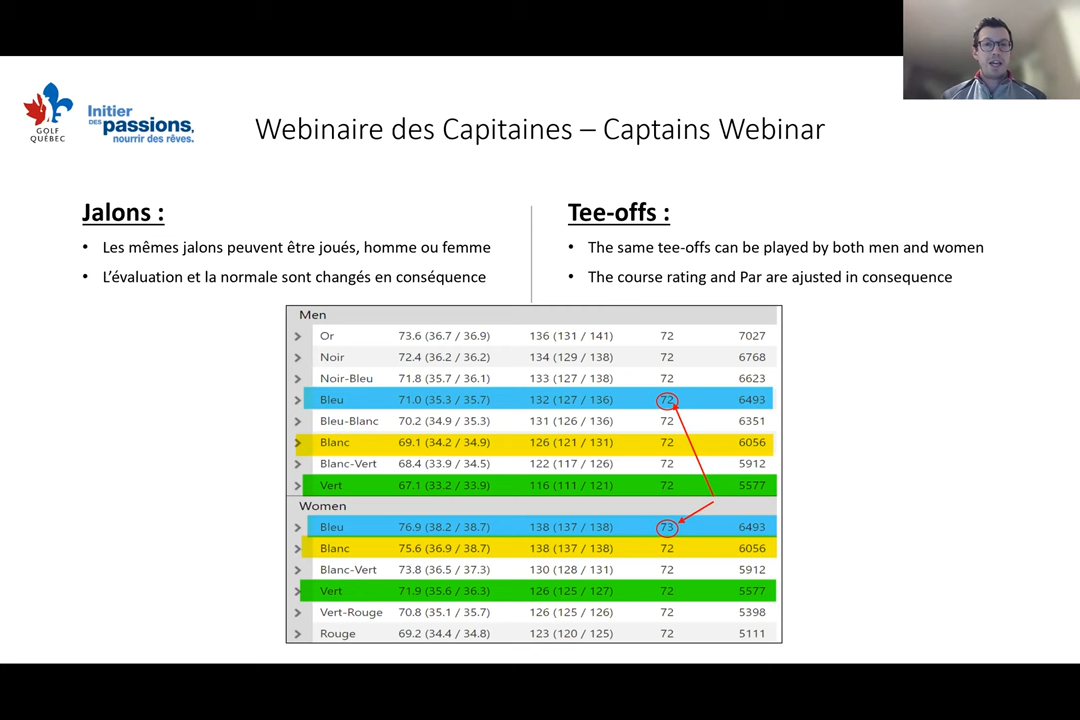 GOLF
QUÉBEC
Initier
DES passions,
nourrir des rêves.
Webinaire des Capitaines – Captains Webinar
Jalons :
• Les mêmes jalons peuvent être joués, homme ou femme
• L’évaluation et la normale sont changés en conséquence
Tee-offs :
• The same tee-offs can be played by both men and women
• The course rating and Par are ajusted in consequence
Men
Or 73.6 (36.7 / 36.9) 136 (131 / 141) 72 7027
Noir 72.4 (36.2 / 36.2) 134 (129 / 138) 72 6768
Noir-Bleu 71.8 (35.7 / 36.1) 133 (127 / 138) 72 6623
Bleu 71.0 (35.3 / 35.7) 132 (127 / 136) 72 6493
Bleu-Blanc 70.2 (34.9 / 35.3) 131 (126 / 136) 72 6351
Blanc 69.1 (34.2 / 34.9) 126 (121 / 131) 72 6056
Blanc-Vert 68.4 (33.9 / 34.5) 122 (117 / 126) 72 5912
Vert 67.1 (33.2 / 33.9) 116 (111 / 121) 72 5577
Women
Bleu 76.9 (38.2 / 38.7) 138 (137 / 138) 73 6493
Blanc 75.6 (36.9 / 38.7) 138 (137 / 138) 72 6056
Blanc-Vert 73.8 (36.5 / 37.3) 130 (128 / 131) 72 5912
Vert 71.9 (35.6 / 36.3) 126 (125 / 127) 72 5577
Vert-Rouge 70.8 (35.1 / 35.7) 126 (125 / 126) 72 5398
Rouge 69.2 (34.4 / 34.8) 123 (120 / 125) 72 5111